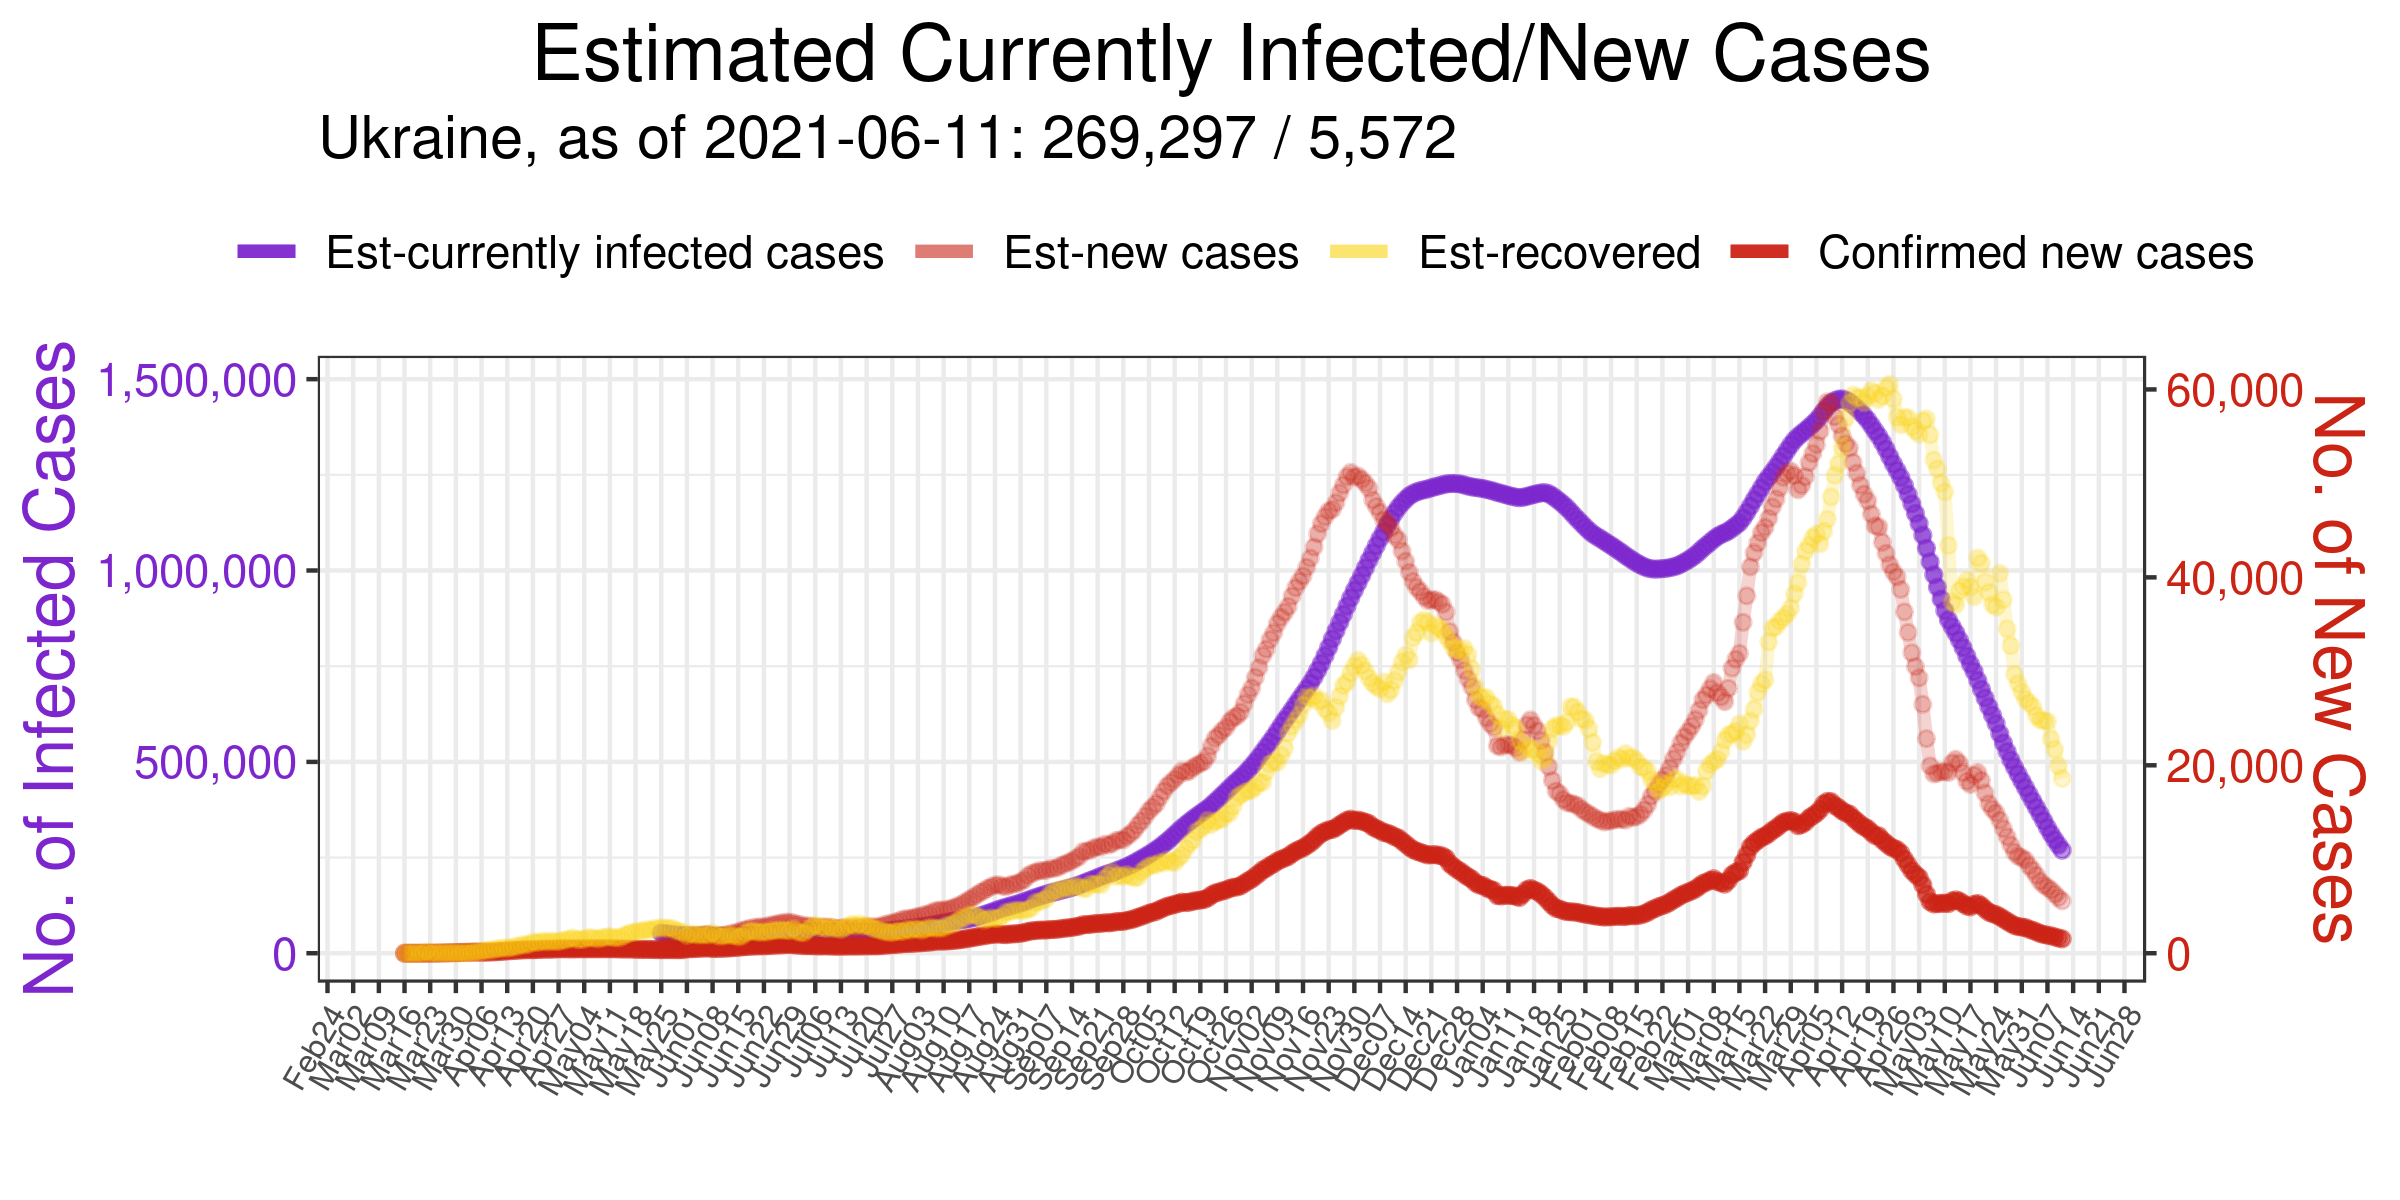 Estimated Currently Infected/New Cases
Ukraine, as of 2021-06-11: 269,297 / 5,572
Est-currently infected cases Est-new cases Est-recovered Confirmed new cases
No. of Infected Cases
1,500,000
1,000,000
500,000
0
60,000
40,000
20,000
0
No. of New Cases
Feb24 Mar02 Mar09 Mar16 Mar23 Mar30 Apr06 Apr13 Apr20 Apr27 May04 May11 May18 May25 Jun01 Jun08 Jun15 Jun22 Jun29 Jul06 Jul13 Jul20 Jul27 Aug03 Aug10 Aug17 Aug24 Aug31 Sep07 Sep14 Sep21 Sep28 Oct05 Oct12 Oct19 Oct26 Nov02 Nov09 Nov16 Nov23 Nov30 Dec07 Dec14 Dec21 Dec28 Jan04 Jan11 Jan18 Jan25 Feb01 Feb08 Feb15 Feb22 Mar01 Mar08 Mar15 Mar22 Mar29 Apr05 Apr12 Apr19 Apr26 May03 May10 May17 May24 May31 Jun07 Jun14 Jun21 Jun28